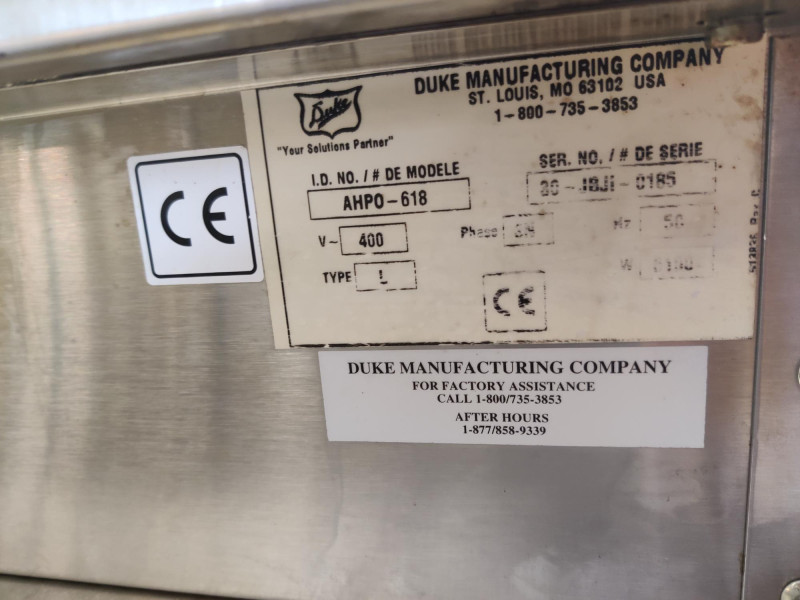 Duke
"Your Solutions Partner"
DUKE MANUFACTURING COMPANY
ST. LOUIS, MO 63102 USA
1-800-735-3853
I.D. NO. / # DE MODELE
AHPO-618
SER. NO. / # DE SERIE
V~ 400
Phase
Hz 50
TYPE L
W
CE
CE
DUKE MANUFACTURING COMPANY
FOR FACTORY ASSISTANCE
CALL 1-800/735-3853
AFTER HOURS
1-877/858-9339